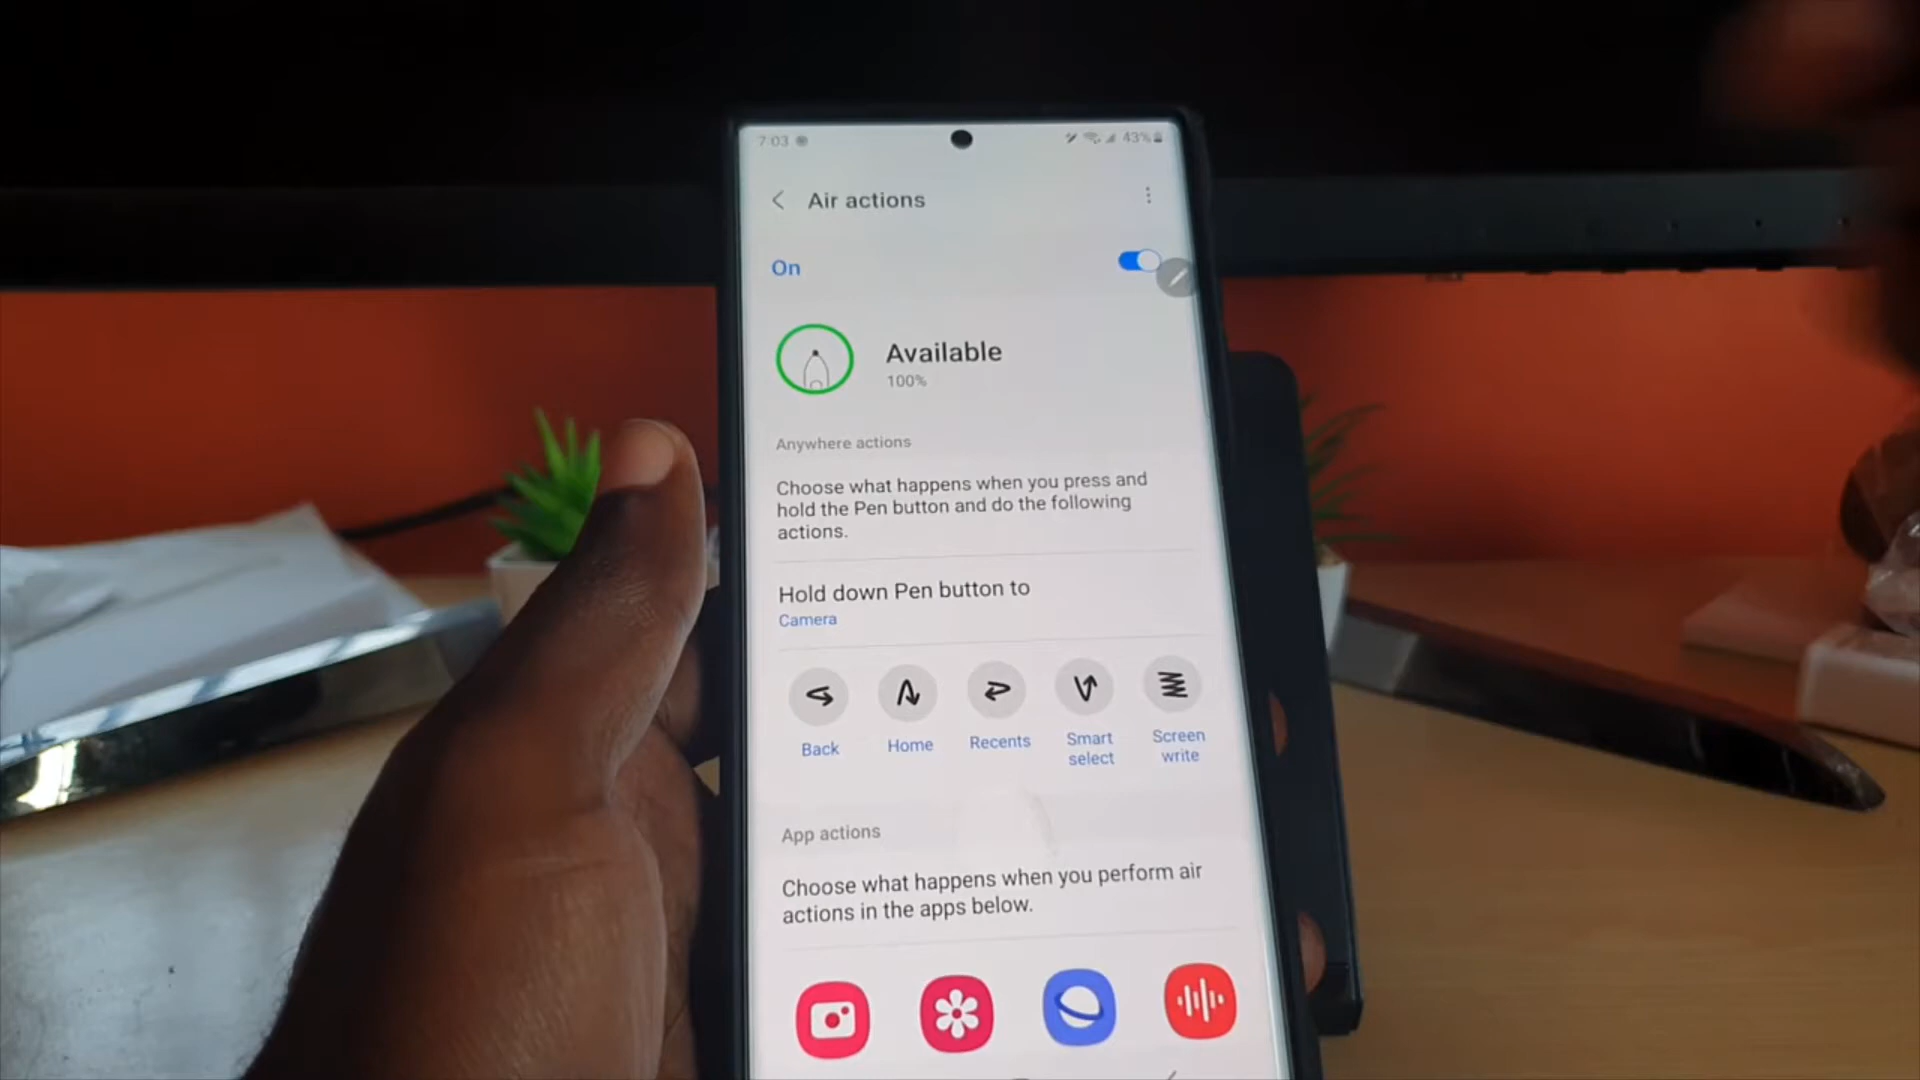 7:03
43%
Air actions
On
Available
100%
Anywhere actions
Choose what happens when you press and
hold the Pen button and do the following
actions.
Hold down Pen button to
Camera
Back
Home
Recents
Smart
select
Screen
write
App actions
Choose what happens when you perform air
actions in the apps below.